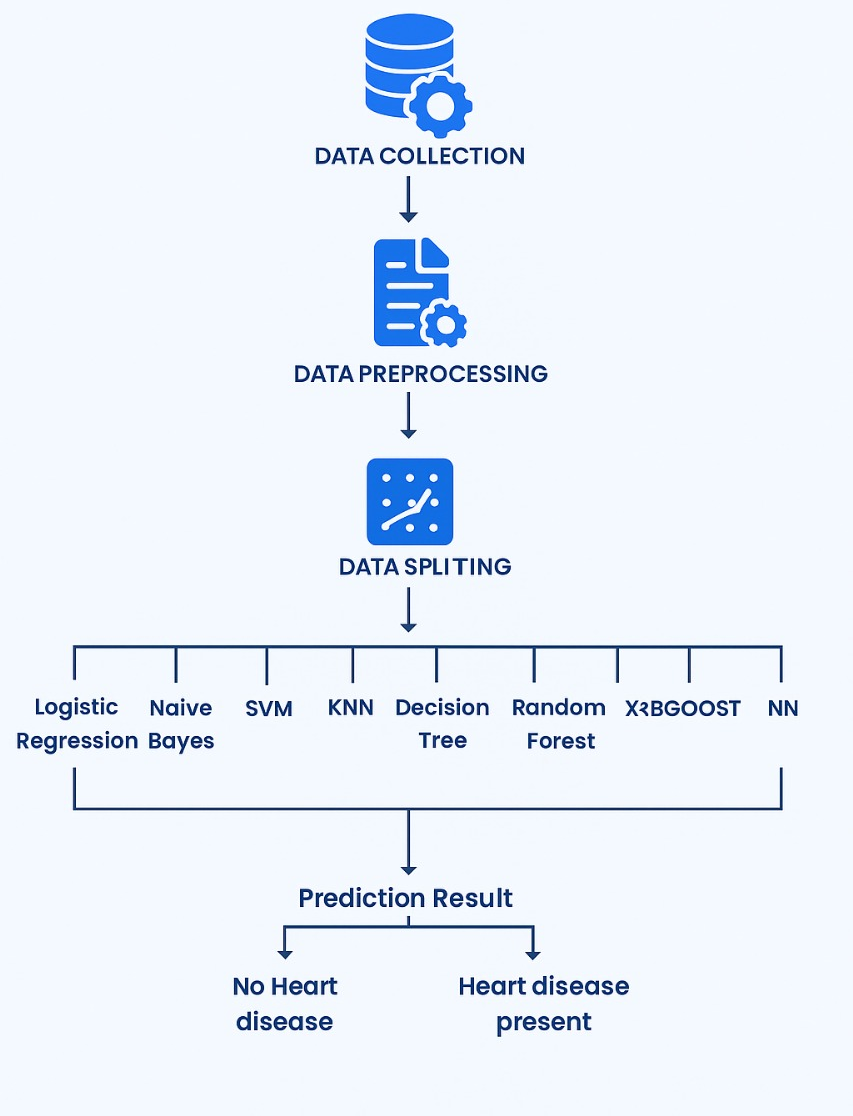 DATA COLLECTION
DATA PREPROCESSING
DATA SPLITING
Logistic Regression
Naive Bayes
SVM
KNN
Decision Tree
Random Forest
XRBGOOST
NN
Prediction Result
No Heart disease
Heart disease present